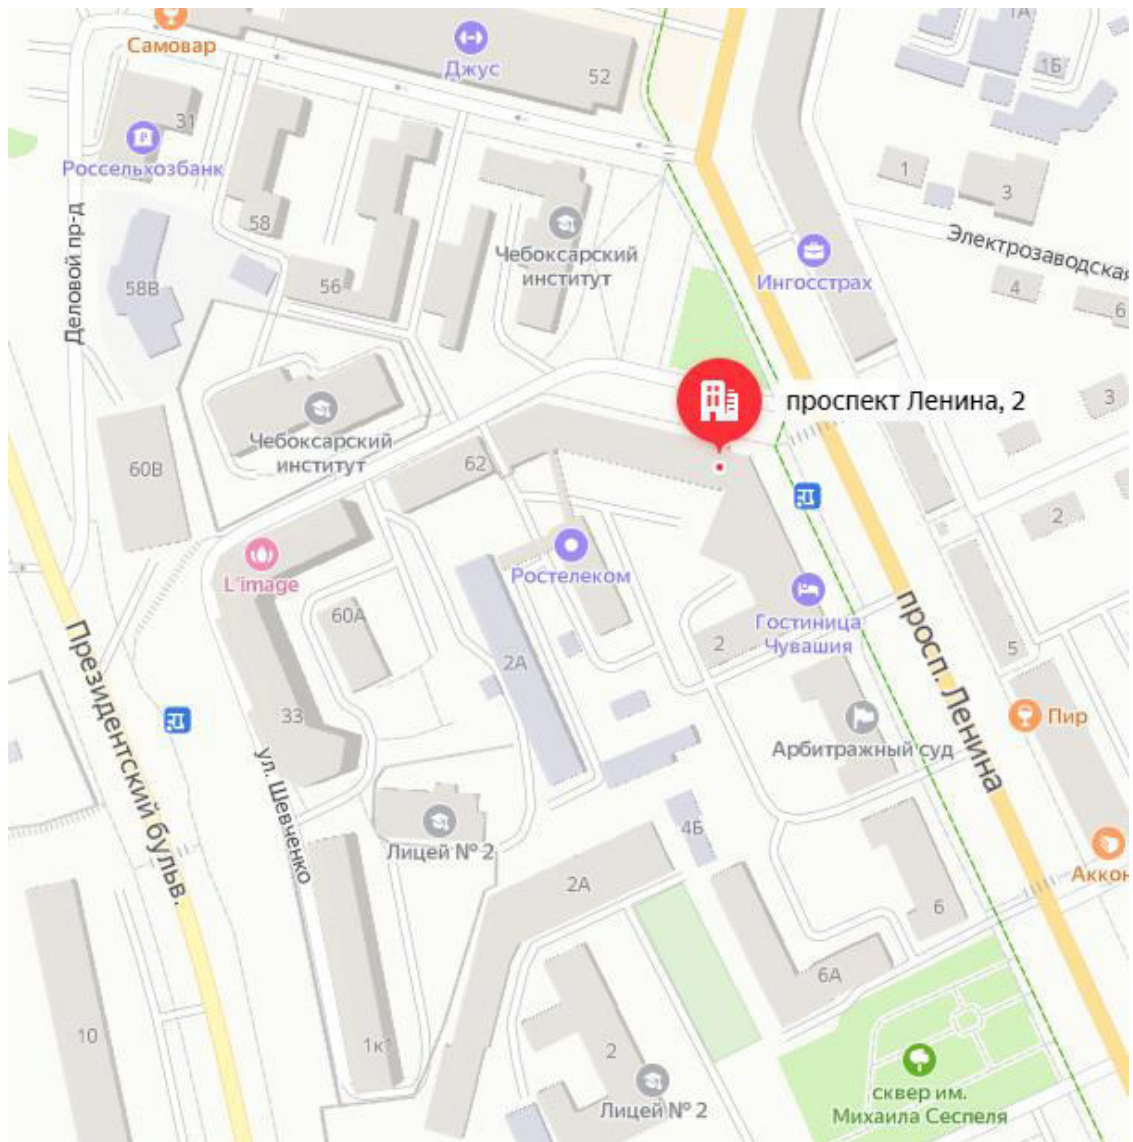 1А
Самовар
Джус
52
1Б
31
Россельхозбанк
1
3
58
Чебоксарский
институт
Деловой пр-д
Электрозаводская
Ингосстрах
58В
56
4
6
проспект Ленина, 2
3
Чебоксарский
институт
62
60В
2
L'image
Ростелеком
Гостиница
Чувашия
просп. Ленина
60А
2
5
2А
Президентский бульв.
33
Пир
Арбитражный суд
ул. Шевченко
4Б
Лицей № 2
Аккон
2А
6
6А
10
1к1
2
Лицей № 2
сквер им.
Михаила Сеспеля